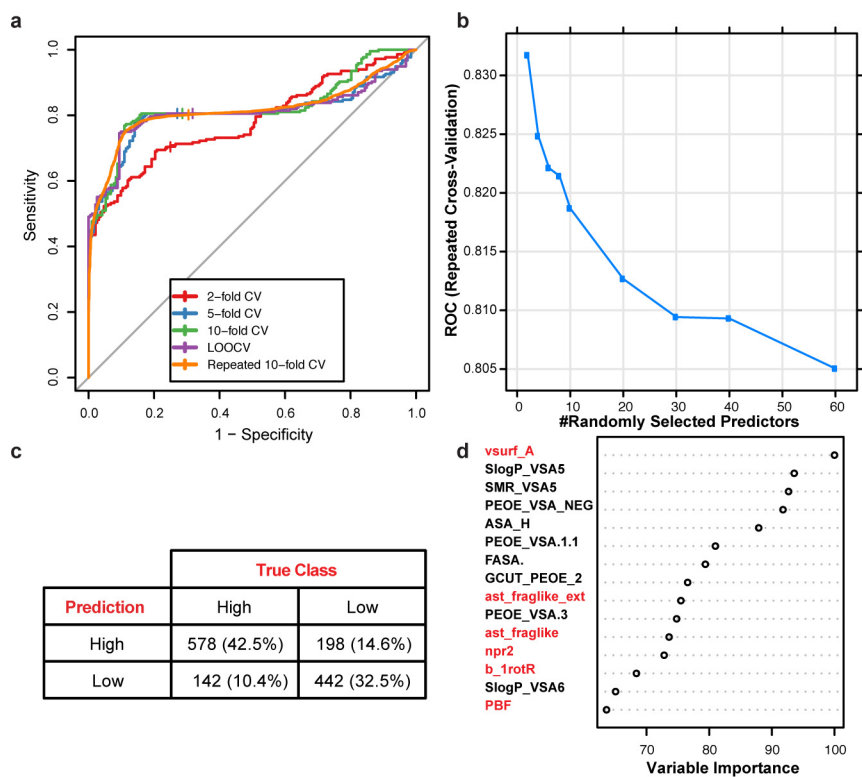 a
Sensitivity
1.0
0.8
0.6
0.4
0.2
0.0
2−fold CV
5−fold CV
10−fold CV
LOOCV
Repeated 10−fold CV
0.0 0.2 0.4 0.6 0.8 1.0
1 − Specificity
b
ROC (Repeated Cross-Validation)
0.830
0.825
0.820
0.815
0.810
0.805
0 10 20 30 40 50 60
#Randomly Selected Predictors
c
True Class
Prediction High Low
High 578 (42.5%) 198 (14.6%)
Low 142 (10.4%) 442 (32.5%)
d
vsurf_A
SlogP_VSA5
SMR_VSA5
PEOE_VSA_NEG
ASA_H
PEOE_VSA.1.1
FASA.
GCUT_PEOE_2
ast_fraglike_ext
PEOE_VSA.3
ast_fraglike
npr2
b_1rotR
SlogP_VSA6
PBF
70 80 90 100
Variable Importance